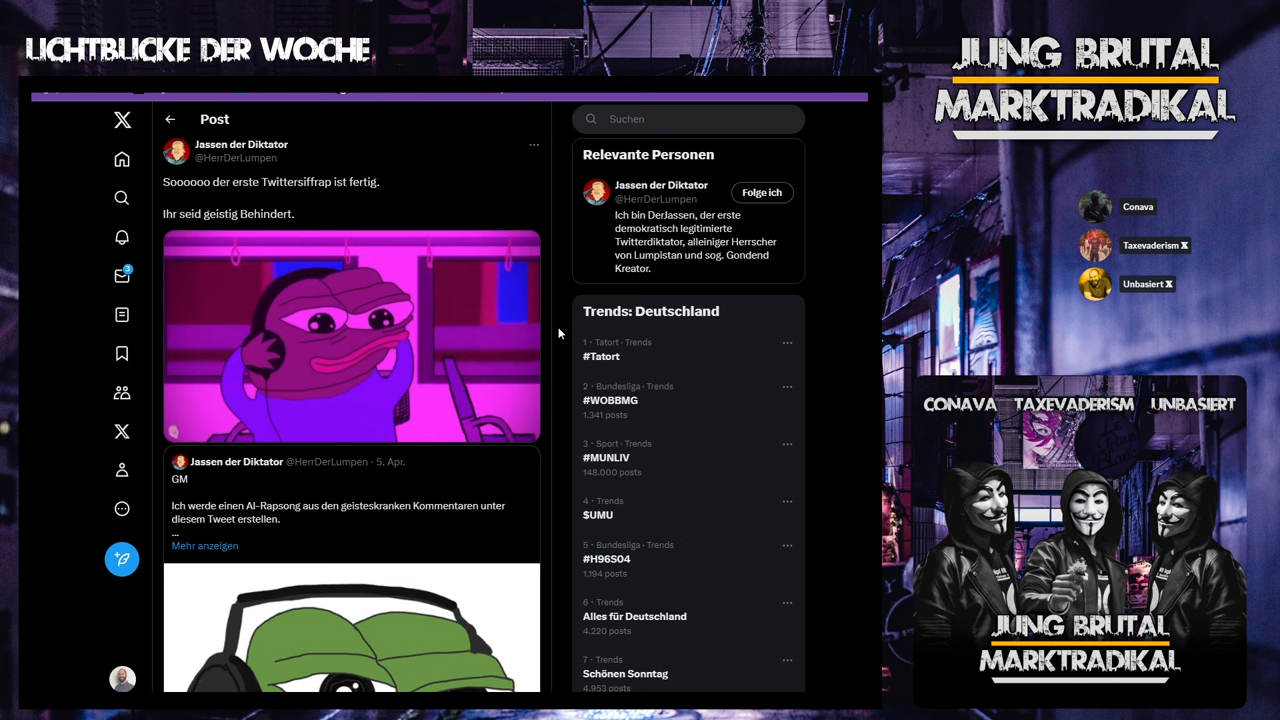 LICHTBLICKE DER WOCHE
JUNG BRUTAL
MARKTRADIKAL
Post
Jassen der Diktator
@HerrDerLumpen
Soooooo der erste Twittersiffrap ist fertig.
Ihr seid geistig Behindert.
Jassen der Diktator @HerrDerLumpen · 5. Apr.
GM
Ich werde einen AI-Rapsong aus den geisteskranken Kommentaren unter
diesem Tweet erstellen.
...
Mehr anzeigen
3
Suchen
Relevante Personen
Jassen der Diktator
@HerrDerLumpen
Folge ich
Ich bin DerJassen, der erste
demokratisch legitimierte
Twitterdiktator, alleiniger Herrscher
von Lumpistan und sog. Gondend
Kreator.
Trends: Deutschland
1 · Tatort · Trends
#Tatort
2 · Bundesliga · Trends
#WOBBMG
1.341 posts
3 · Sport · Trends
#MUNLIV
148.000 posts
4 · Trends
$UMU
5 · Bundesliga · Trends
#H96S04
1.194 posts
6 · Trends
Alles für Deutschland
4.220 posts
7 · Trends
Schönen Sonntag
4.953 posts
Conava
Taxevaderism X
Unbasiert X
CONAVA TAXEVADERISM UNBASIERT
JUNG BRUTAL
MARKTRADIKAL